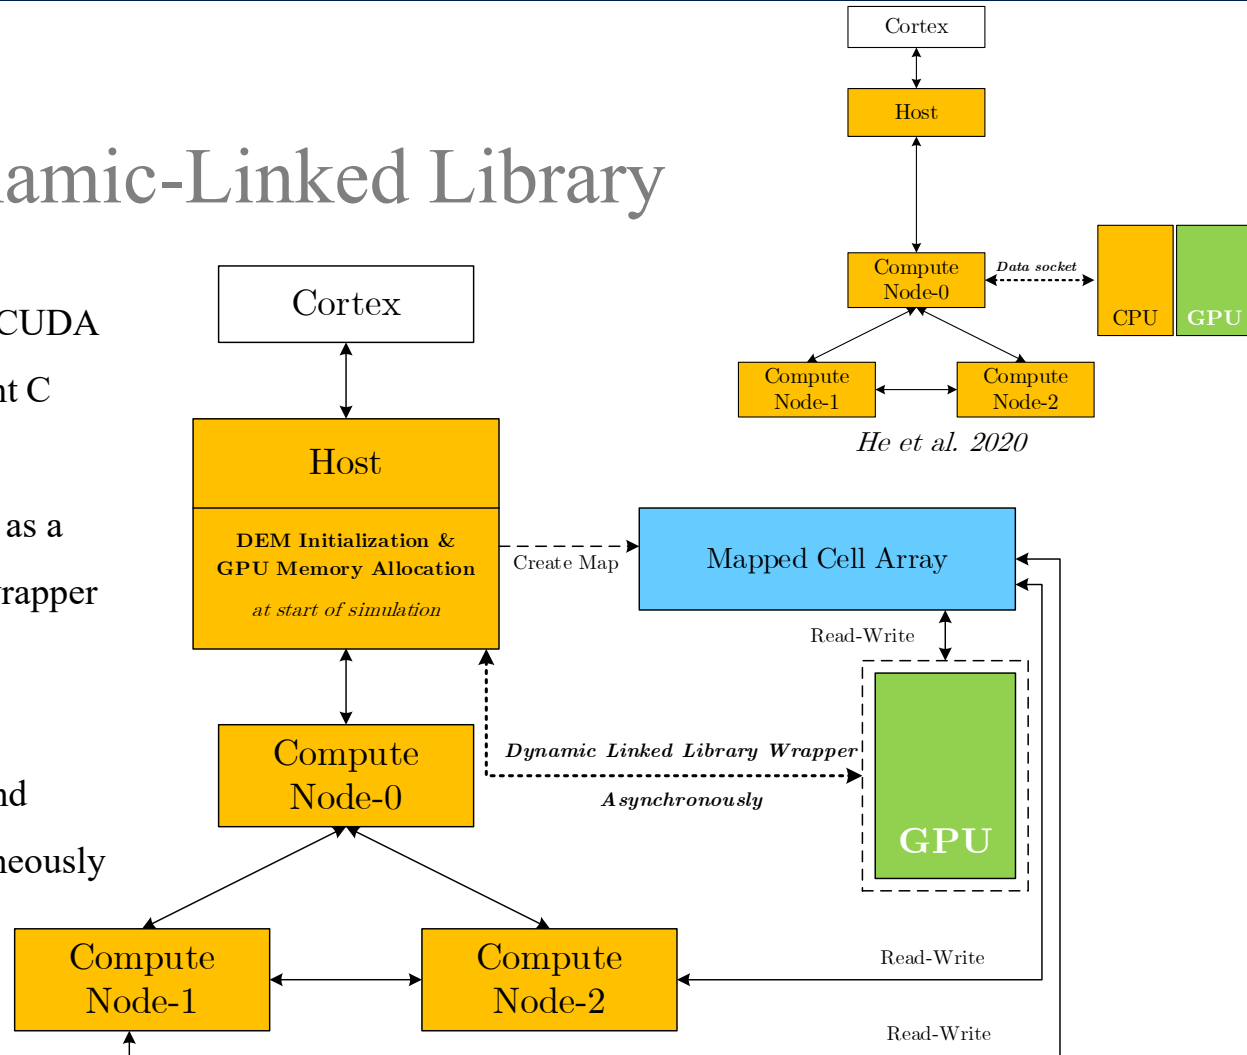 Cortex
Host
Compute
Node-0
Data socket
CPU
GPU
Compute
Node-1
Compute
Node-2
He et al. 2020
namic-Linked Library
CUDA
nt C
as a
wrapper
nd
neously
Cortex
Host
DEM Initialization &
GPU Memory Allocation
at start of simulation
Create Map
Mapped Cell Array
Read-Write
Compute
Node-0
Dynamic Linked Library Wrapper
Asynchronously
GPU
Compute
Node-1
Compute
Node-2
Read-Write
Read-Write